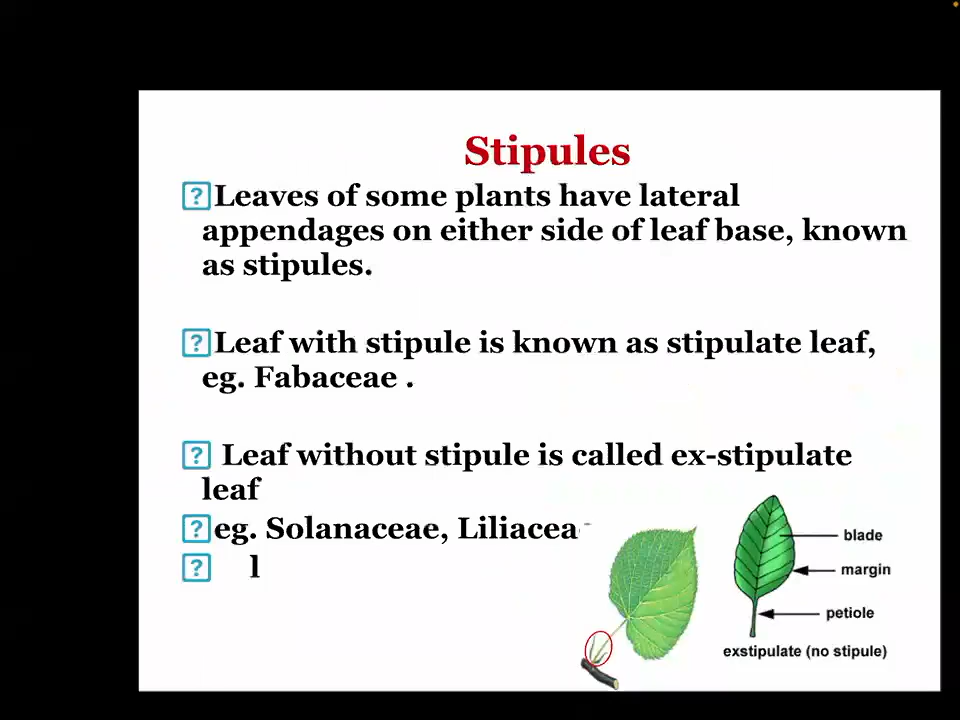 Stipules
Leaves of some plants have lateral
appendages on either side of leaf base, known
as stipules.
Leaf with stipule is known as stipulate leaf,
eg. Fabaceae .
Leaf without stipule is called ex-stipulate
leaf
eg. Solanaceae, Liliacea
l
blade
margin
petiole
exstipulate (no stipule)